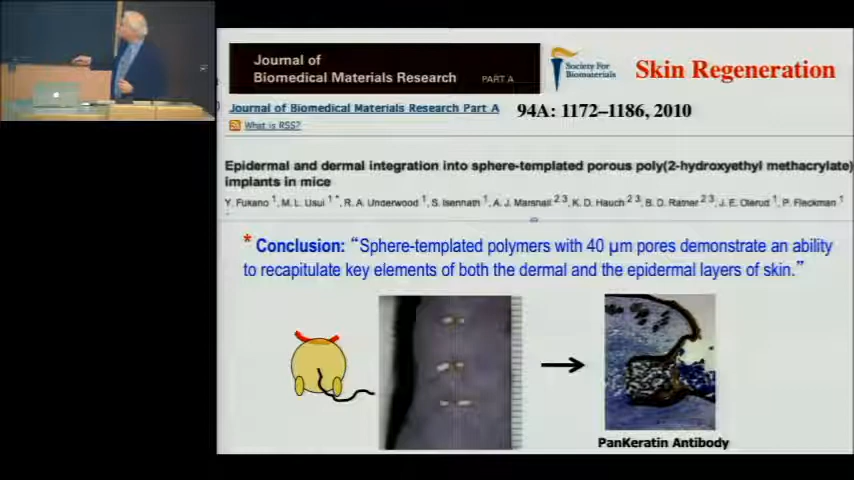 Journal of
Biomedical Materials Research PART A
Society For
Biomaterials
Skin Regeneration
Journal of Biomedical Materials Research Part A 94A: 1172–1186, 2010
What is RSS?
Epidermal and dermal integration into sphere-templated porous poly(2-hydroxyethyl methacrylate)
implants in mice
Y. Fukano 1, M. L. Usui 1 *, R. A. Underwood 1, S. Isenhath 1, A. J. Marshall 2 3, K. D. Hauch 2 3, B. D. Ratner 2 3, J. E. Olerud 1, P. Fleckman 1
* Conclusion: “Sphere-templated polymers with 40 µm pores demonstrate an ability
to recapitulate key elements of both the dermal and the epidermal layers of skin.”
PanKeratin Antibody